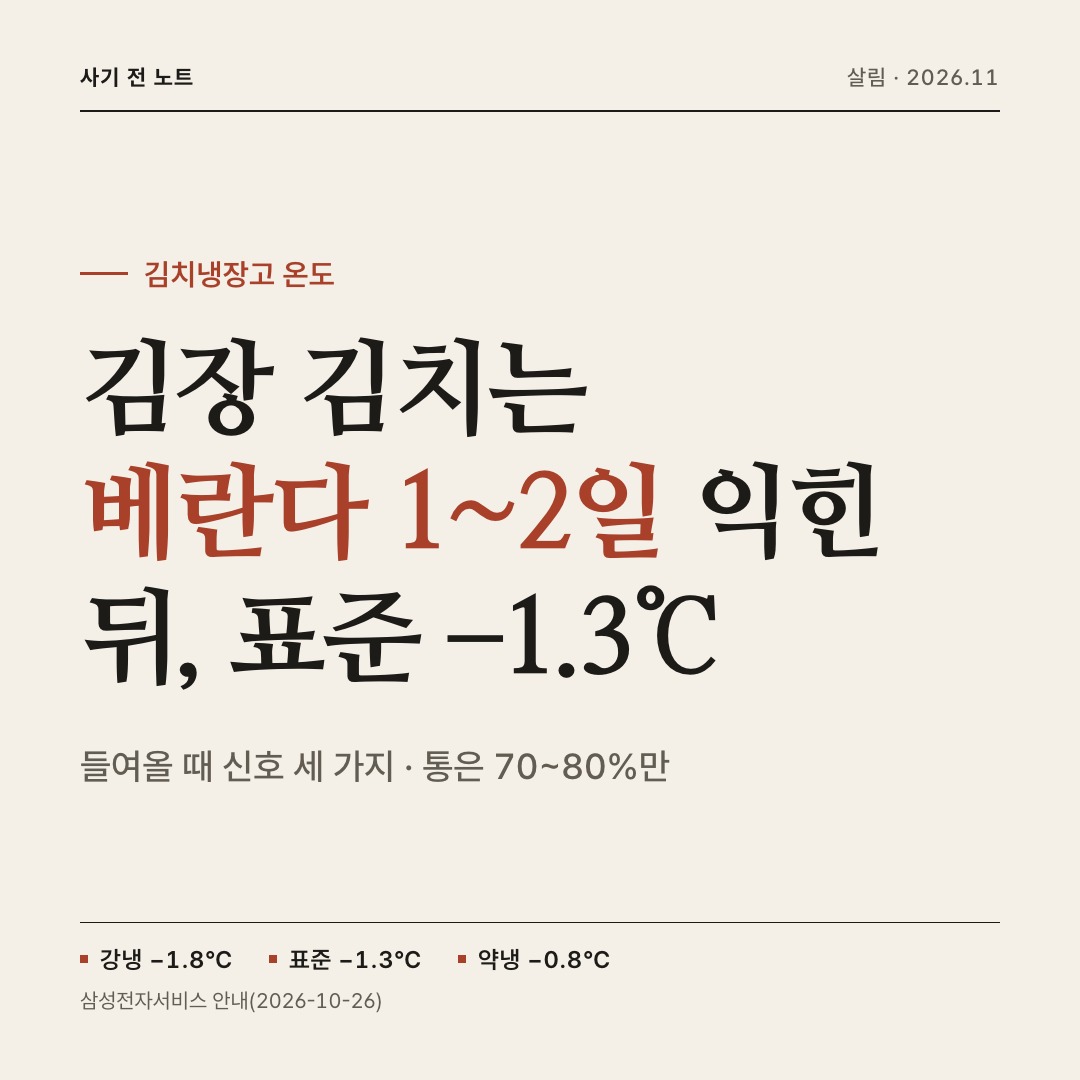 사기 전 노트
살림 · 2026.11
김치냉장고 온도
김장 김치는
베란다 1~2일 익힌
뒤, 표준 −1.3℃
들여올 때 신호 세 가지 · 통은 70~80%만
강냉 −1.8℃ 표준 −1.3℃ 약냉 −0.8℃
삼성전자서비스 안내(2026-10-26)